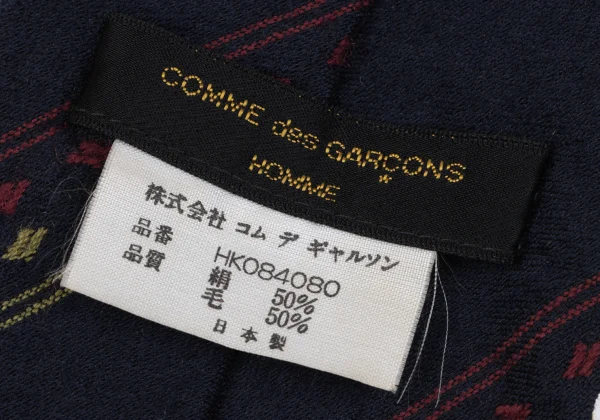 COMME des GARÇONS
HOMME *
株式会社 コム デ ギャルソン
品番 HK084080
品質 絹 50%
毛 50%
日本製